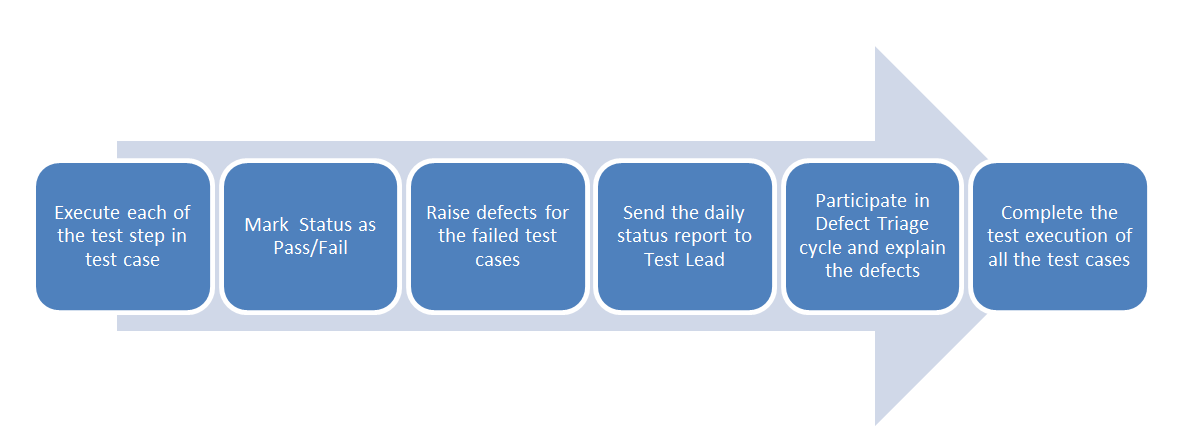 Execute each of
the test step in
test case
Mark  Status as
Pass/Fail
Raise defects for
the failed test
cases
Send the daily
status report to
Test Lead
Participate in
Defect Triage
cycle and explain
the defects
Complete the
test execution of
all the test cases